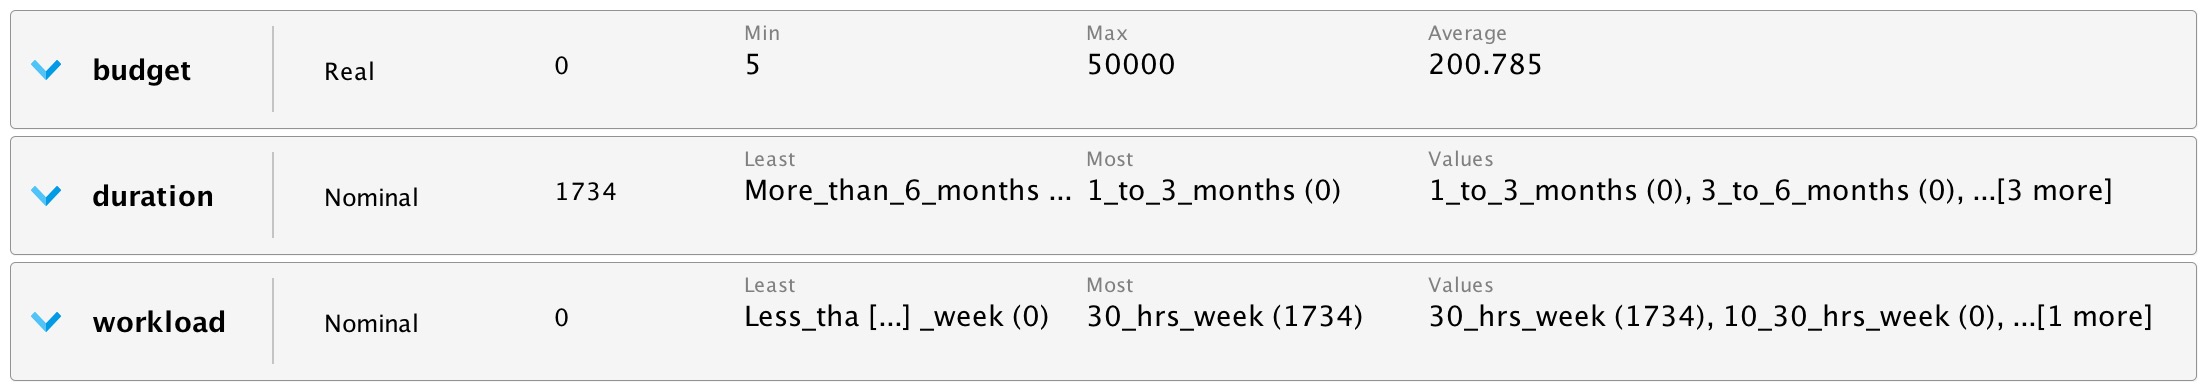 Min Max Average
budget Real 0 5 50000 200.785
Least Most Values
duration Nominal 1734 More_than_6_months ... 1_to_3_months (0) 1_to_3_months (0), 3_to_6_months (0), ...[3 more]
Least Most Values
workload Nominal 0 Less_tha [...] _week (0) 30_hrs_week (1734) 30_hrs_week (1734), 10_30_hrs_week (0), ...[1 more]